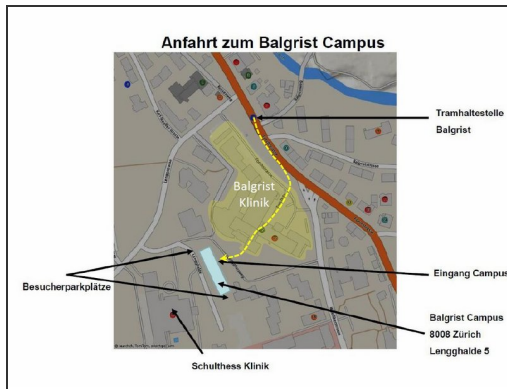 Anfahrt zum Balgrist Campus
Tramhaltestelle
Balgrist
Balgrist
Klinik
Eingang Campus
Besucherparkplätze
Balgrist Campus
8008 Zürich
Lengghalde 5
Schulthess Klinik